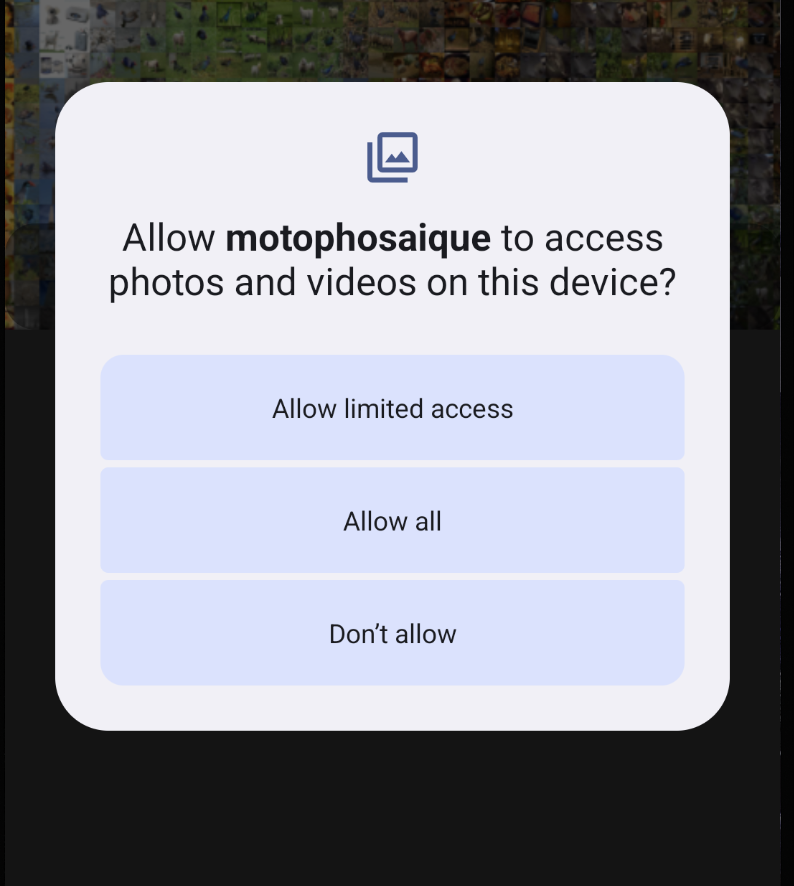 Allow motophosaique to access
photos and videos on this device?
Allow limited access
Allow all
Don’t allow